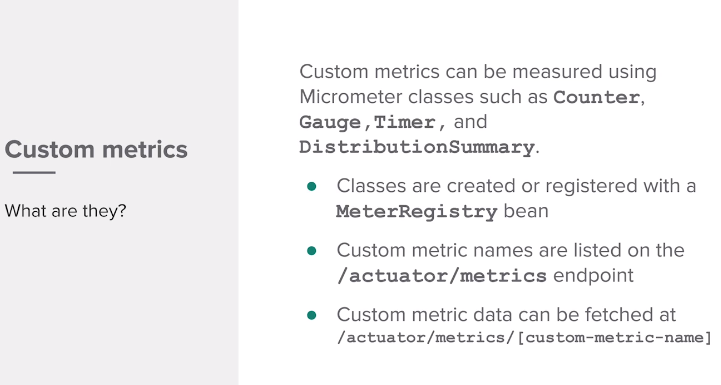 Custom metrics
What are they?
Custom metrics can be measured using
Micrometer classes such as Counter,
Gauge,Timer, and
DistributionSummary.
● Classes are created or registered with a
MeterRegistry bean
● Custom metric names are listed on the
/actuator/metrics endpoint
● Custom metric data can be fetched at
/actuator/metrics/[custom-metric-name]